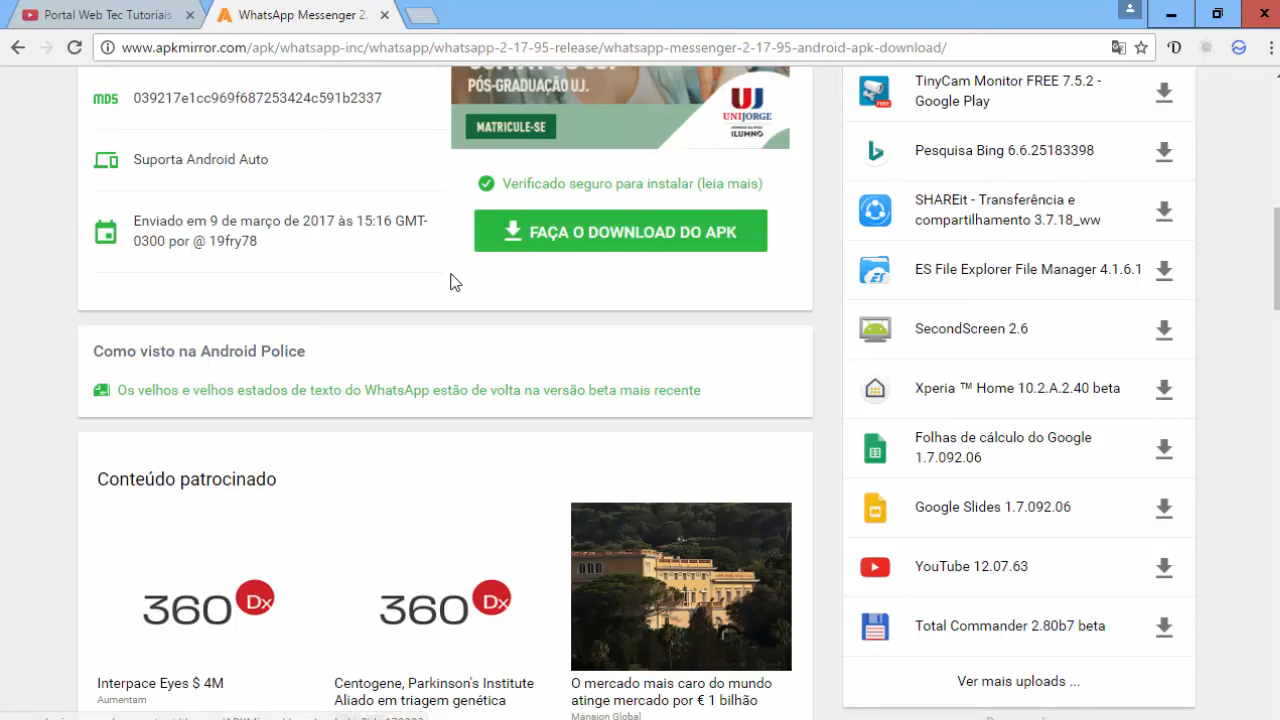 Portal Web Tec Tutoriais
WhatsApp Messenger 2.
www.apkmirror.com/apk/whatsapp-inc/whatsapp/whatsapp-2-17-95-release/whatsapp-messenger-2-17-95-android-apk-download/
MD5 039217e1cc969f687253424c591b2337
Suporta Android Auto
Enviado em 9 de março de 2017 às 15:16 GMT-
0300 por @ 19fry78
PÓS-GRADUAÇÃO UJ.
MATRICULE-SE
UNIJORGE
ILUMNO
Verificado seguro para instalar (leia mais)
FAÇA O DOWNLOAD DO APK
Como visto na Android Police
Os velhos e velhos estados de texto do WhatsApp estão de volta na versão beta mais recente
Conteúdo patrocinado
360 Dx
360 Dx
Interpace Eyes $ 4M
Aumentam
Centogene, Parkinson's Institute
Aliado em triagem genética
O mercado mais caro do mundo
atinge mercado por € 1 bilhão
Mansion Global
TinyCam Monitor FREE 7.5.2 -
Google Play
FREE
Pesquisa Bing 6.6.25183398
SHAREit - Transferência e
compartilhamento 3.7.18_ww
ES File Explorer File Manager 4.1.6.1
SecondScreen 2.6
Xperia ™ Home 10.2.A.2.40 beta
Folhas de cálculo do Google
1.7.092.06
Google Slides 1.7.092.06
YouTube 12.07.63
Total Commander 2.80b7 beta
Ver mais uploads ...